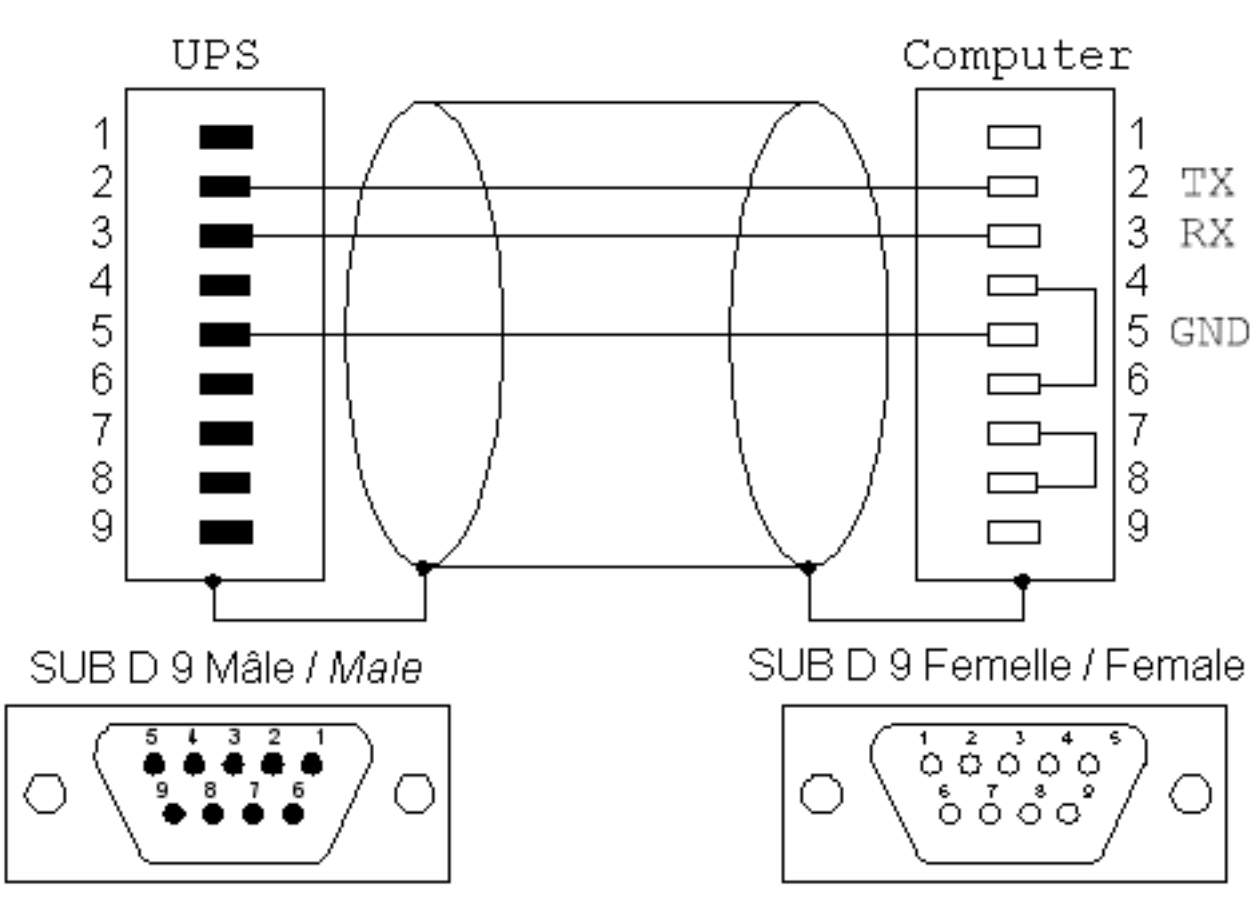 UPS Computer
1 1
2 2 TX
3 3 RX
4 4
5 5 GND
6 6
7 7
8 8
9 9
SUB D 9 Mâle / Male SUB D 9 Femelle / Female
5 4 3 2 1 1 2 3 4 5
9 8 7 6 6 7 8 9